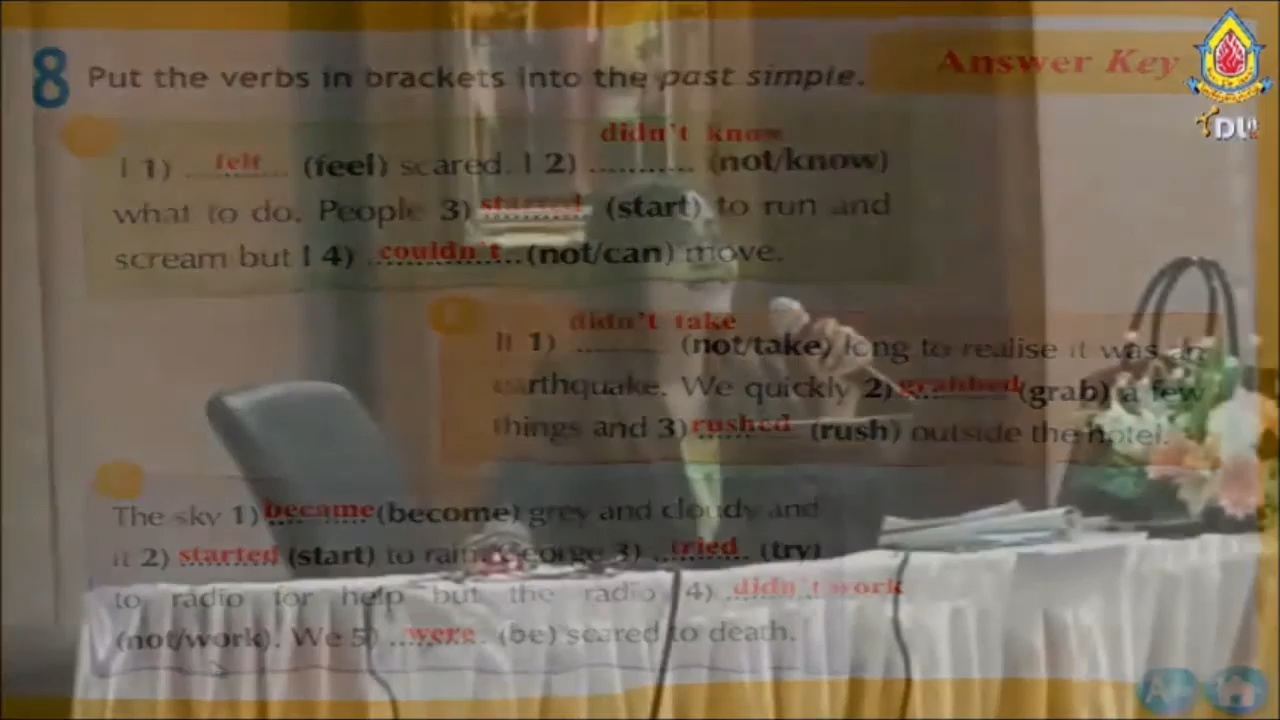 8 Put the verbs in brackets into the past simple.
Answer Key
didn't know
I 1) felt (feel) scared. I 2) ............ (not/know)
what to do. People 3) started (start) to run and
scream but I 4) couldn't (not/can) move.
didn't take
It 1) .......... (not/take) long to realise it was an
earthquake. We quickly 2) grabbed (grab) a few
things and 3) rushed (rush) outside the hotel.
The sky 1) became (become) grey and cloudy and
it 2) started (start) to rain. George 3) tried (try)
to radio for help but the radio 4) didn't work
(not/work). We 5) were (be) scared to death.